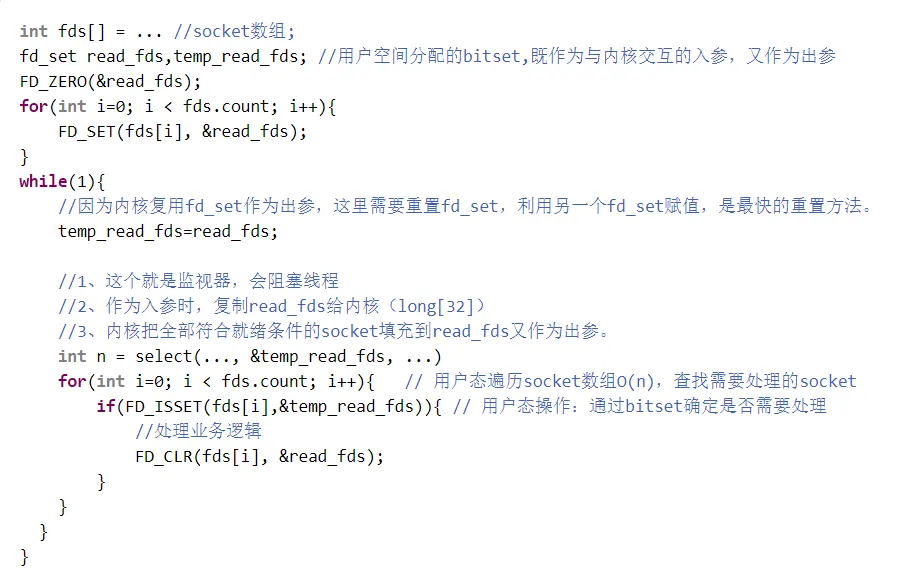 int fds[] = ... //socket数组;
fd_set read_fds,temp_read_fds; //用户空间分配的bitset,既作为与内核交互的入参，又作为出参
FD_ZERO(&read_fds);
for(int i=0; i < fds.count; i++){
    FD_SET(fds[i], &read_fds);
}
while(1){
    //因为内核复用fd_set作为出参，这里需要重置fd_set，利用另一个fd_set赋值，是最快的重置方法。
    temp_read_fds=read_fds;
    //1、这个就是监视器，会阻塞线程
    //2、作为入参时，复制read_fds给内核（long[32]）
    //3、内核把全部符合就绪条件的socket填充到read_fds又作为出参。
    int n = select(..., &temp_read_fds, ...)
    for(int i=0; i < fds.count; i++){   // 用户态遍历socket数组O(n)，查找需要处理的socket
        if(FD_ISSET(fds[i],&temp_read_fds)){ // 用户态操作：通过bitset确定是否需要处理
            //处理业务逻辑
            FD_CLR(fds[i], &read_fds);
        }
    }
  }
}